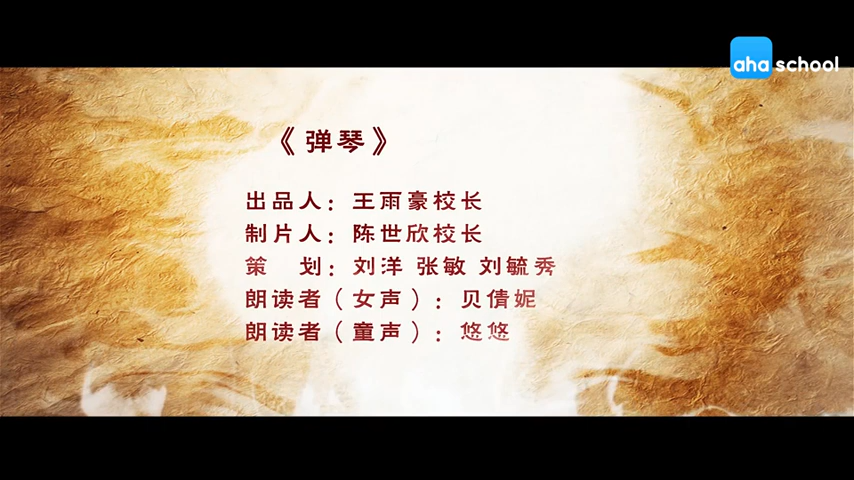 aha school
《弹琴》
出品人：王雨豪校长
制片人：陈世欣校长
策　划：刘洋 张敏 刘毓秀
朗读者（女声）：贝倩妮
朗读者（童声）：悠悠